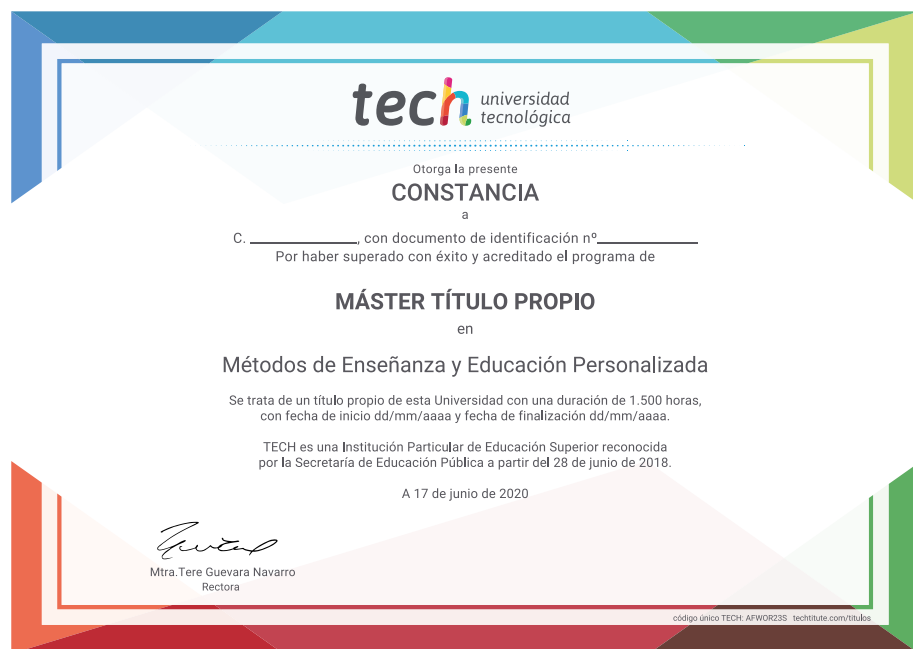 tech universidad
tecnológica
Otorga la presente
CONSTANCIA
a
C. ____________, con documento de identificación nº____________
Por haber superado con éxito y acreditado el programa de
MÁSTER TÍTULO PROPIO
en
Métodos de Enseñanza y Educación Personalizada
Se trata de un título propio de esta Universidad con una duración de 1.500 horas,
con fecha de inicio dd/mm/aaaa y fecha de finalización dd/mm/aaaa.
TECH es una Institución Particular de Educación Superior reconocida
por la Secretaría de Educación Pública a partir del 28 de junio de 2018.
A 17 de junio de 2020
Mtra.Tere Guevara Navarro
Rectora
código único TECH: AFWOR23S techtitute.com/titulos